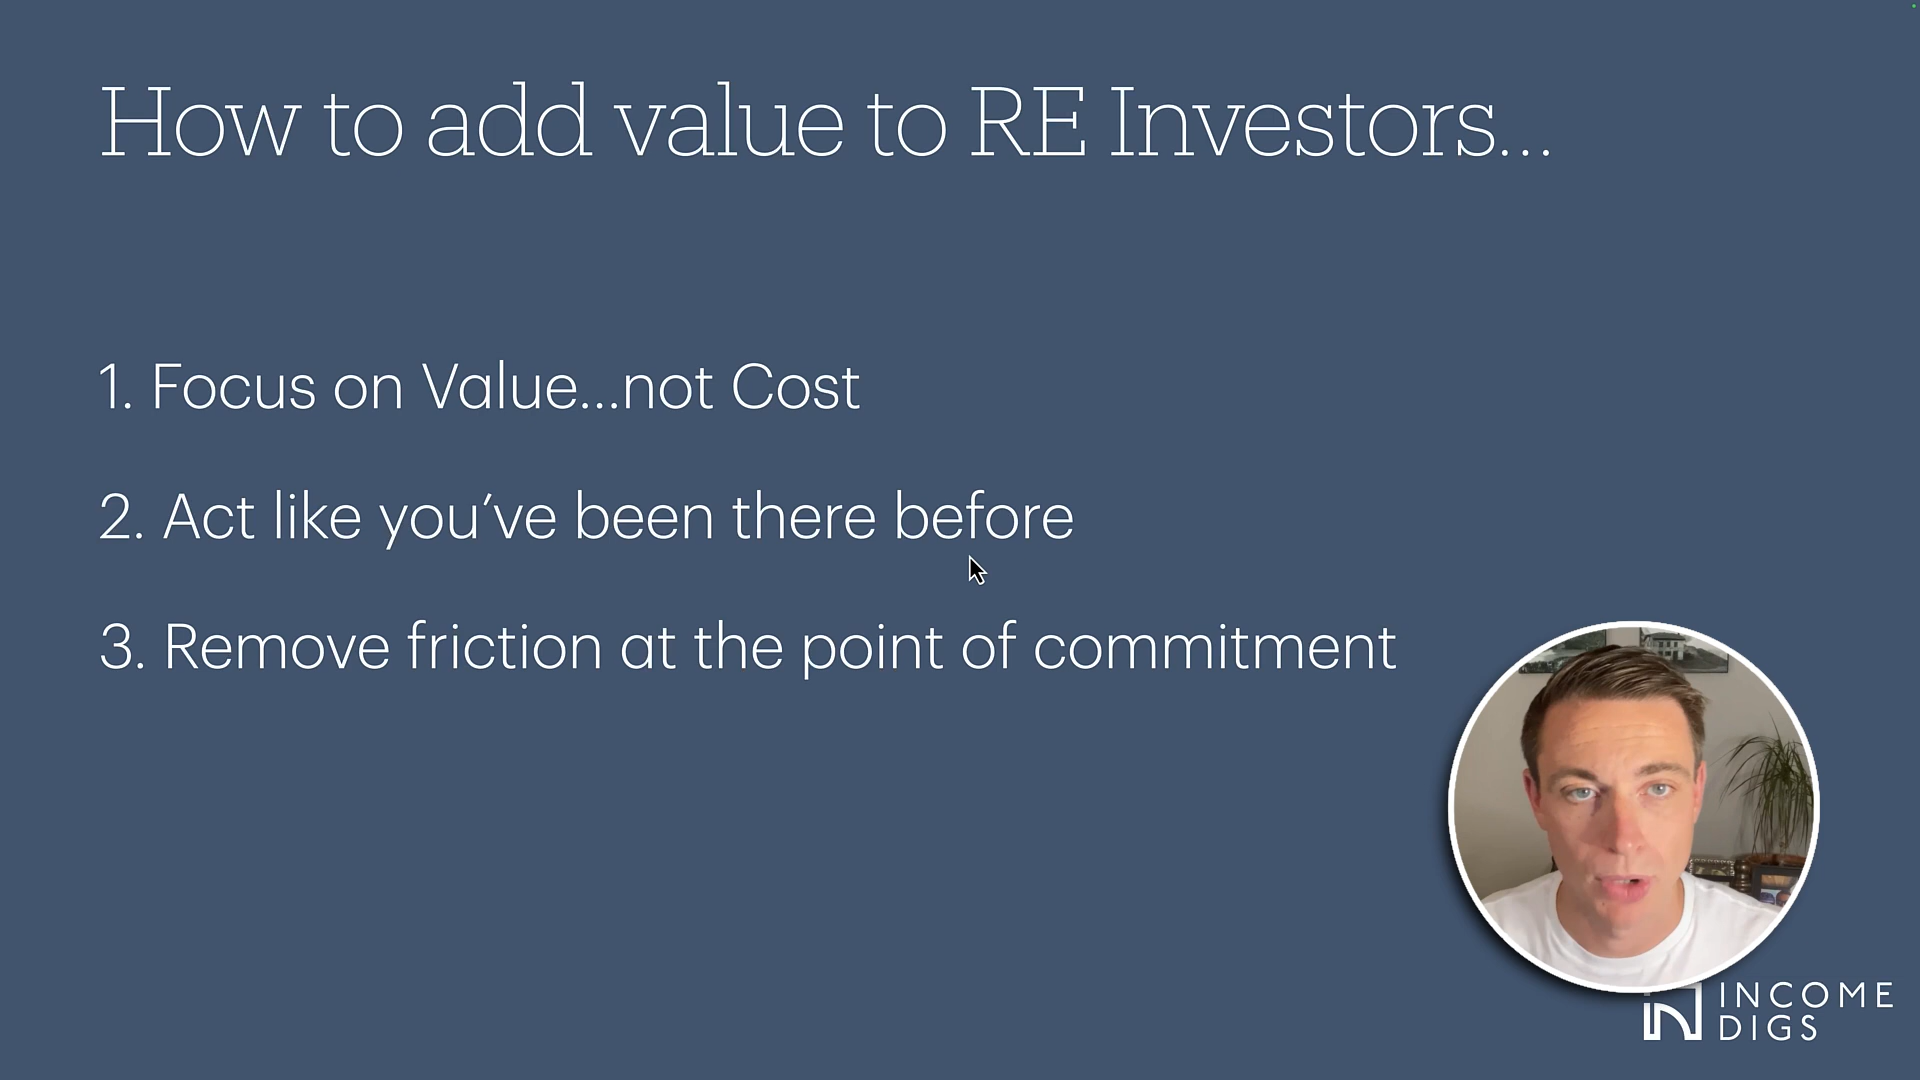 How to add value to RE Investors...
1. Focus on Value...not Cost
2. Act like you've been there before
3. Remove friction at the point of commitment
INCOME
DIGS